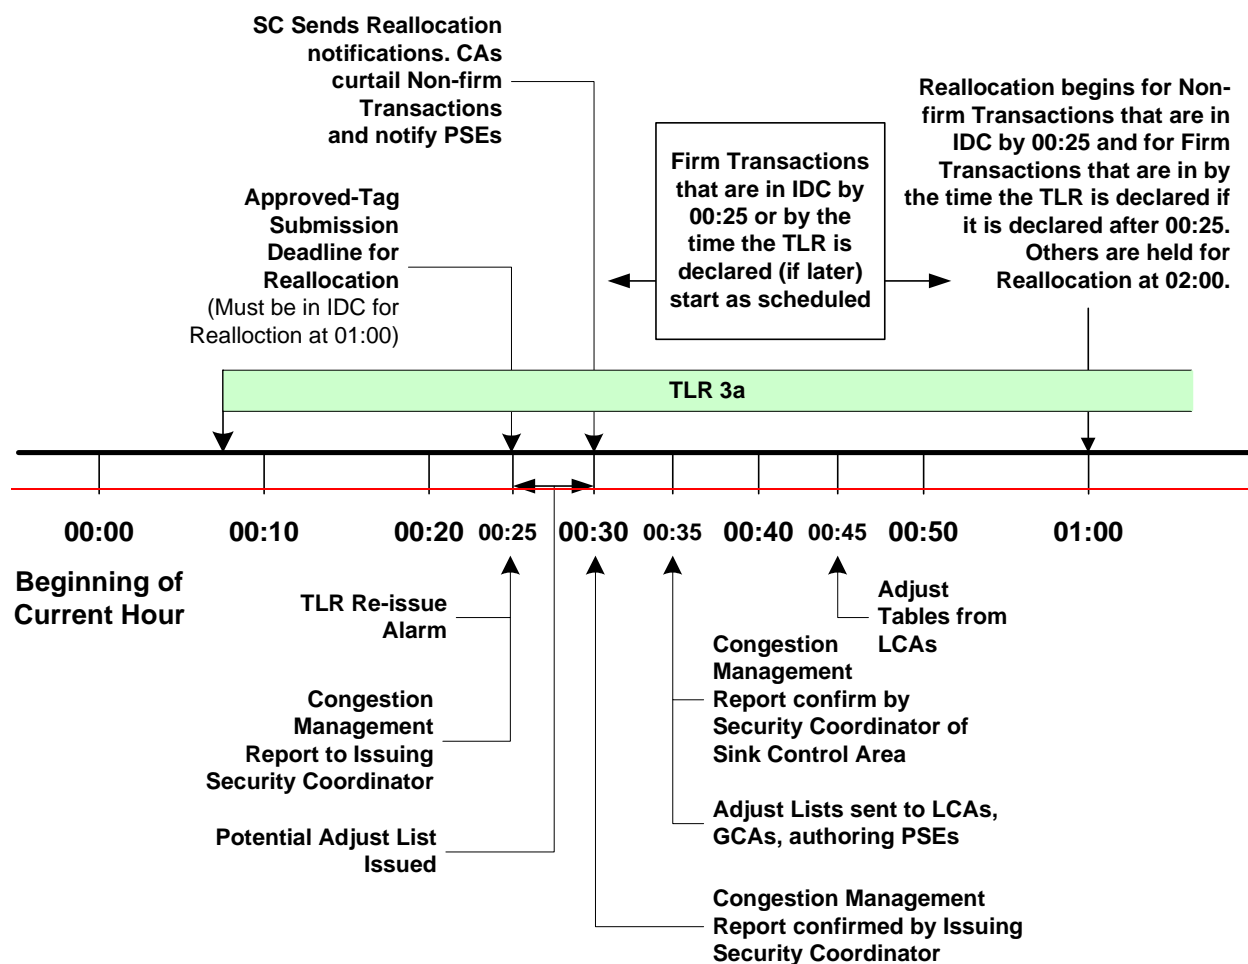 SC Sends Reallocation
notifications. CAs
curtail Non-firm
Transactions
and notify PSEs
Reallocation begins for Non-
firm Transactions that are in
IDC by 00:25 and for Firm
Transactions that are in by
the time the TLR is declared if
it is declared after 00:25.
Others are held for
Reallocation at 02:00.
Firm Transactions
that are in IDC by
00:25 or by the
time the TLR is
declared (if later)
start as scheduled
Approved-Tag
Submission
Deadline for
Reallocation
(Must be in IDC for
Realloction at 01:00)
TLR 3a
00:00 00:10 00:20 00:25 00:30 00:35 00:40 00:45 00:50 01:00
Beginning of
Current Hour
TLR Re-issue
Alarm
Adjust
Tables from
LCAs
Congestion
Management
Report to Issuing
Security Coordinator
Congestion
Management
Report confirm by
Security Coordinator of
Sink Control Area
Potential Adjust List
Issued
Adjust Lists sent to LCAs,
GCAs, authoring PSEs
Congestion Management
Report confirmed by Issuing
Security Coordinator